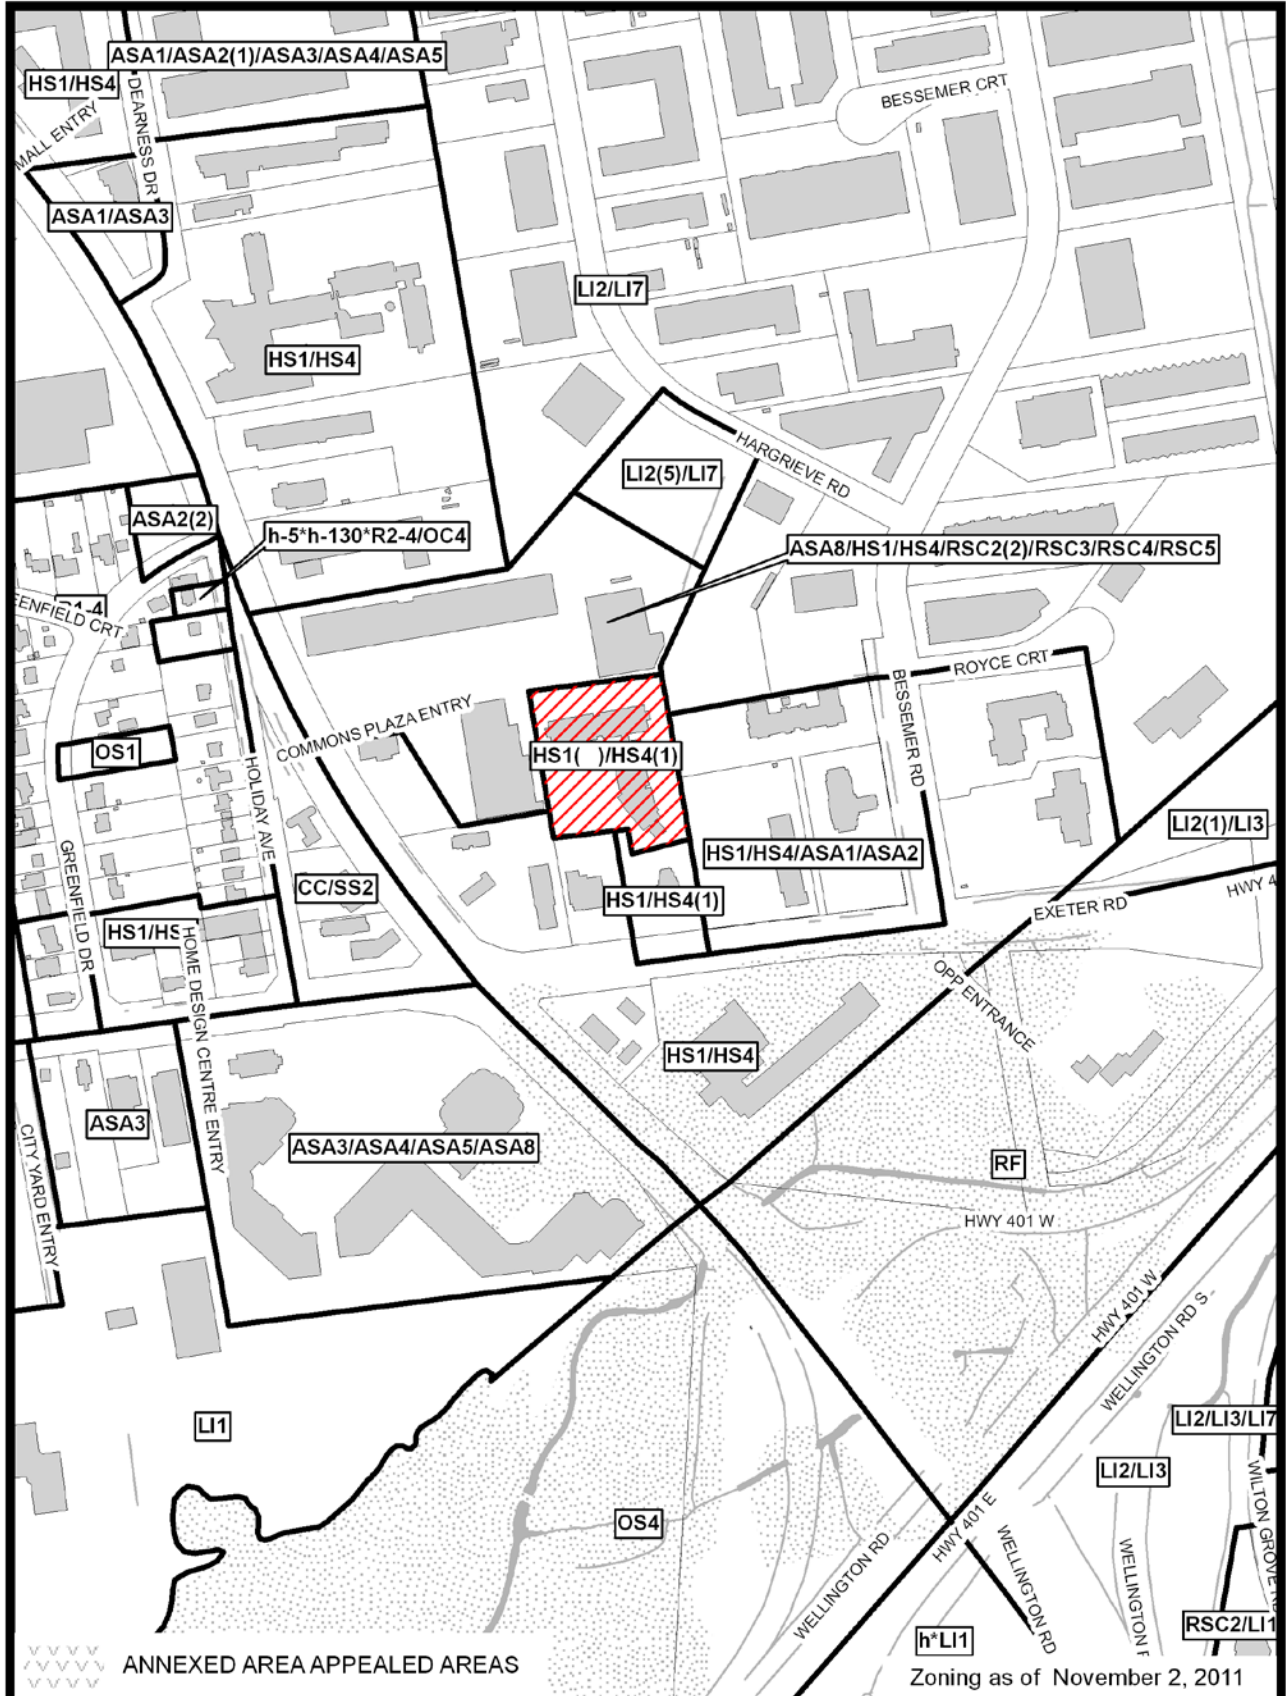 ASA1/ASA2(1)/ASA3/ASA4/ASA5
HS1/HS4
DEARNESS DR
MALL ENTRY
BESSEMER CRT
ASA1/ASA3
LI2/LI7
HS1/HS4
HARGRIEVE RD
LI2(5)/LI7
ASA2(2)
h-5*h-130*R2-4/OC4
ASA8/HS1/HS4/RSC2(2)/RSC3/RSC4/RSC5
EENFIELD CRT
ROYCE CRT
BESSEMER RD
COMMONS PLAZA ENTRY
OS1
HOLIDAY AVE
HS1( )/HS4(1)
LI2(1)/LI3
HS1/HS4/ASA1/ASA2
GREENFIELD DR
CC/SS2
HS1/HS4(1)
HWY 4
EXETER RD
HS1/HS
HOME DESIGN CENTRE ENTRY
OPP ENTRANCE
HS1/HS4
ASA3
ASA3/ASA4/ASA5/ASA8
CITY YARD ENTRY
RF
HWY 401 W
HWY 401 W
WELLINGTON RD S
LI1
LI2/LI3/LI7
LI2/LI3
OS4
WILTON GROVE R
HWY 401 E
WELLINGTON RD
WELLINGTON RD
WELLINGTON F
RSC2/LI1
h*LI1
ANNEXED AREA APPEALED AREAS
Zoning as of November 2, 2011